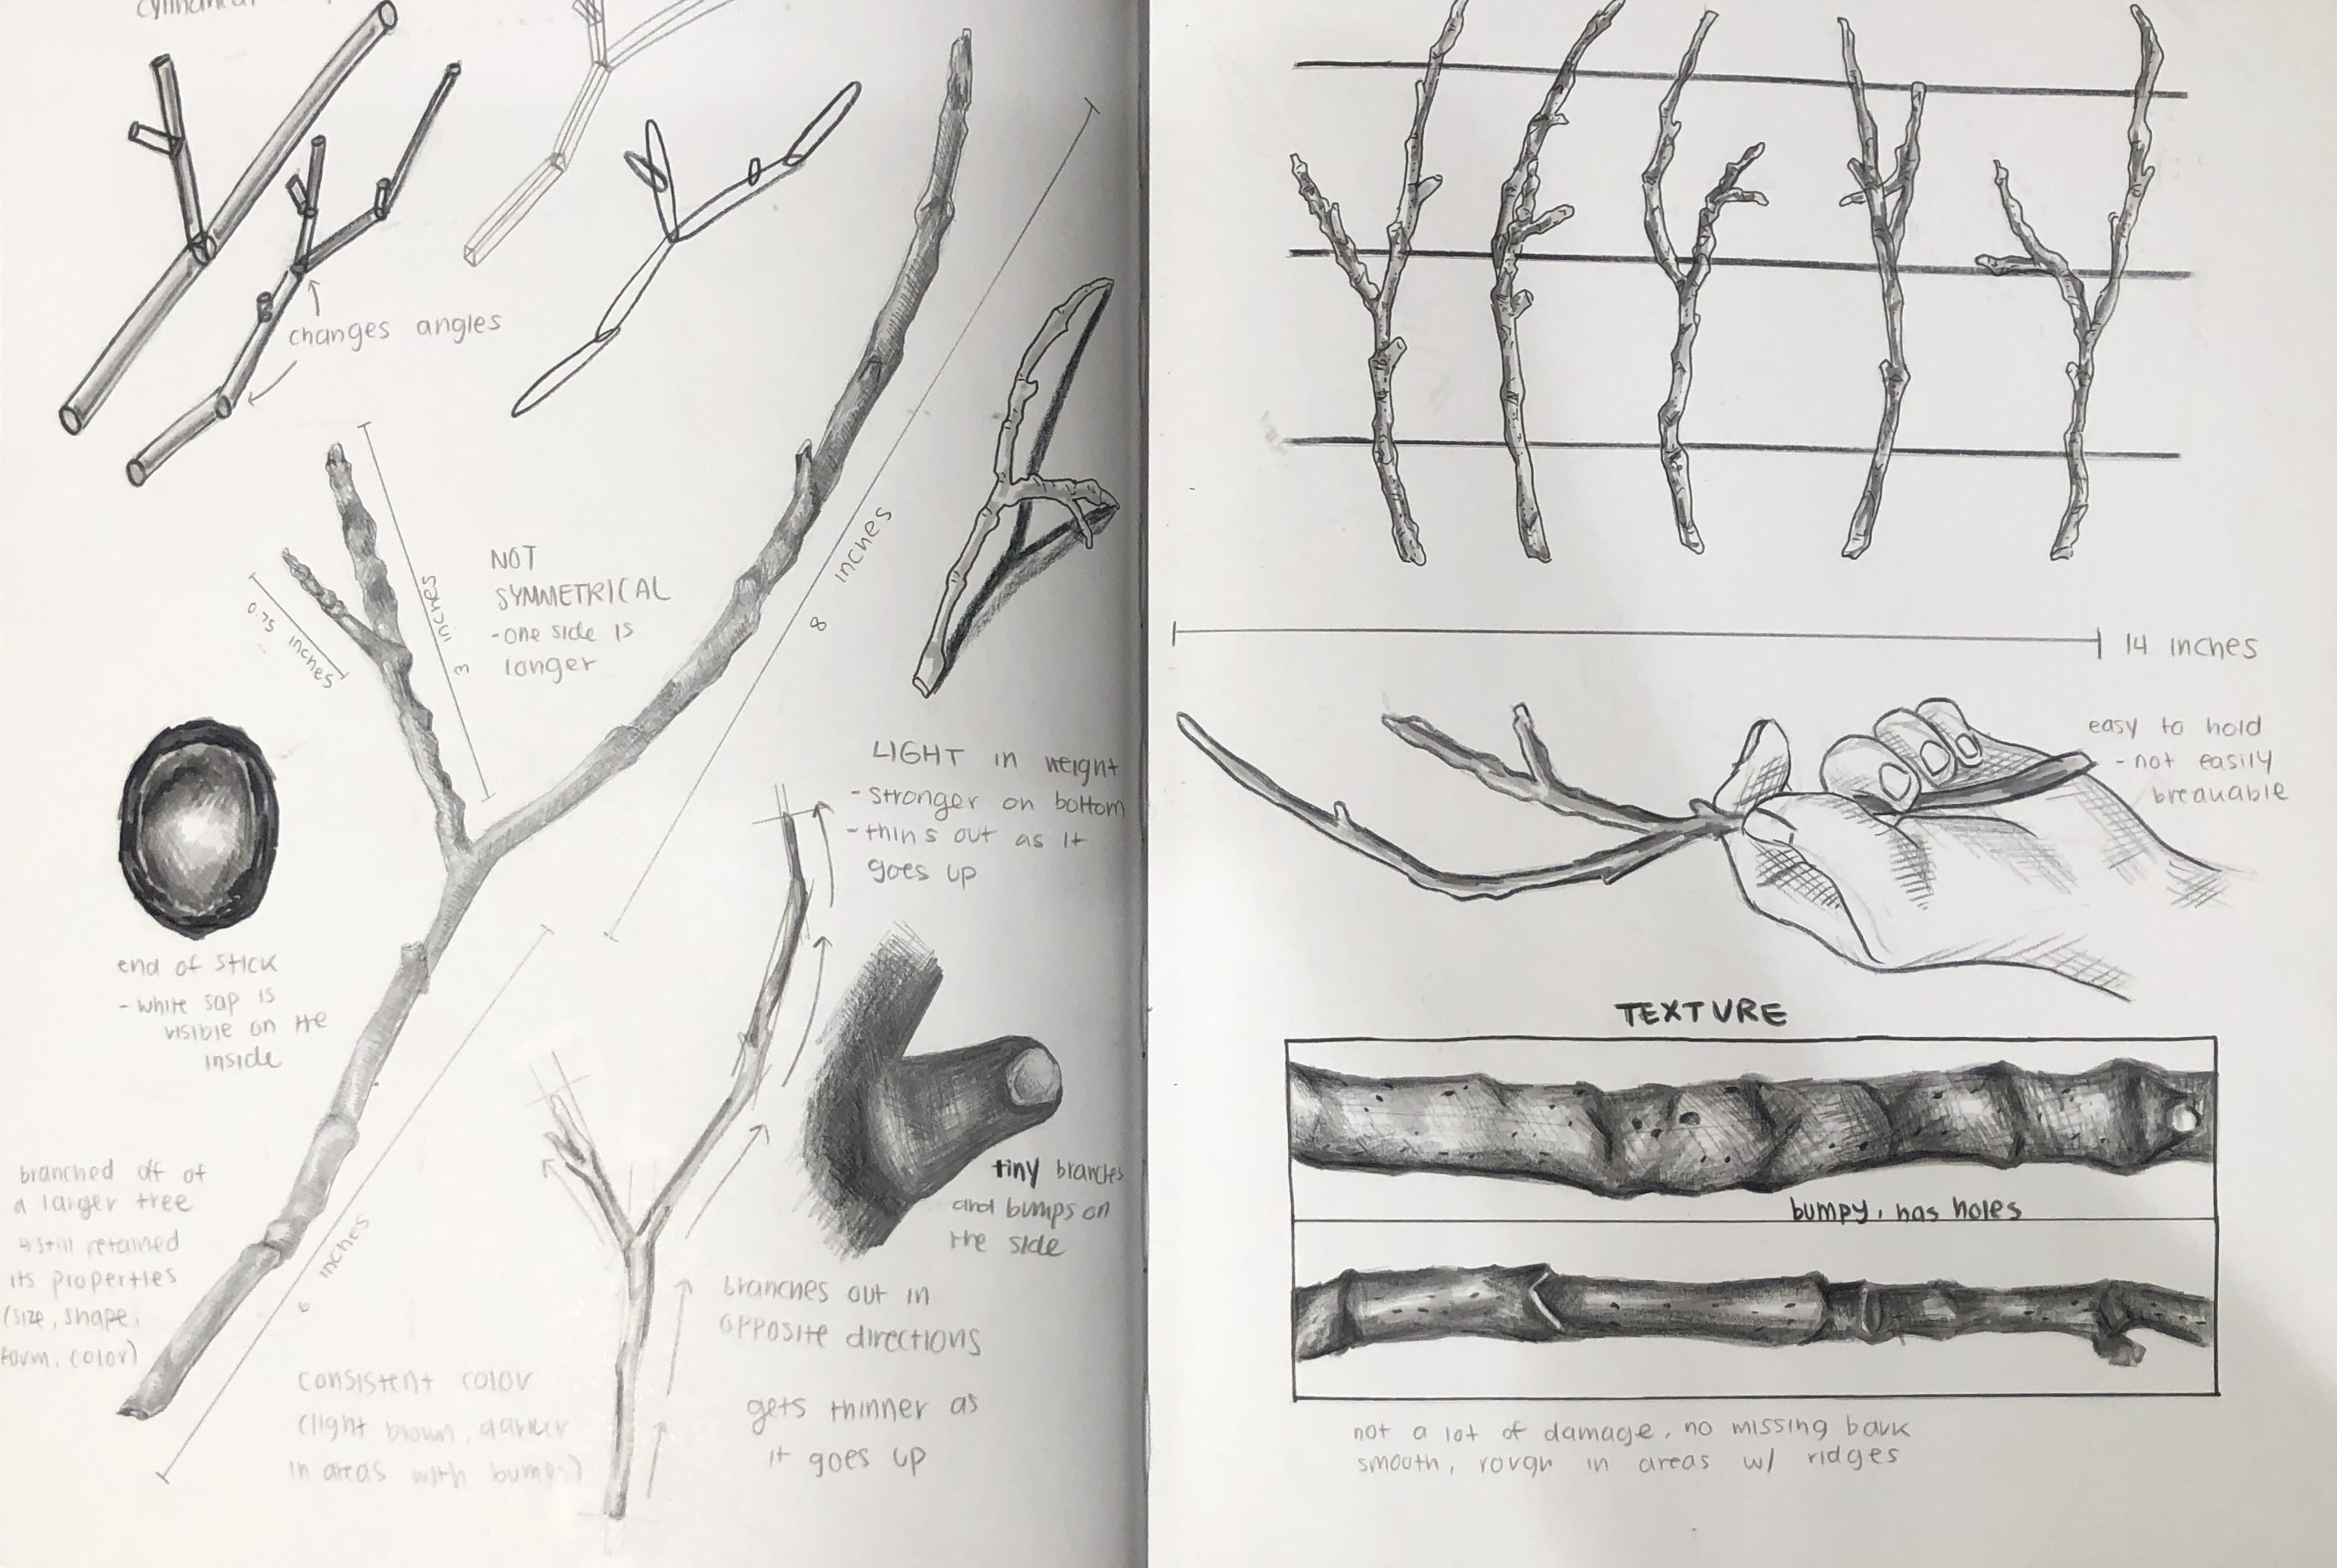 cylindrical
changes angles
NOT
SYMMETRICAL
-one side is
longer
0.75 inches
3 inches
8 inches
LIGHT in weight
- stronger on bottom
- thins out as it
goes up
end of STICK
- white sap is
visible on the
inside
tiny branches
and bumps on
the side
branched off of
a larger tree
↳still retained
its properties
(size, shape,
form, color)
6 inches
branches out in
opposite directions
gets thinner as
it goes up
consistent color
(light brown, darker
in areas with bumps)
14 inches
easy to hold
- not easily
breakable
TEXTURE
bumpy, has holes
not a lot of damage, no missing bark
smooth, rough in areas w/ ridges